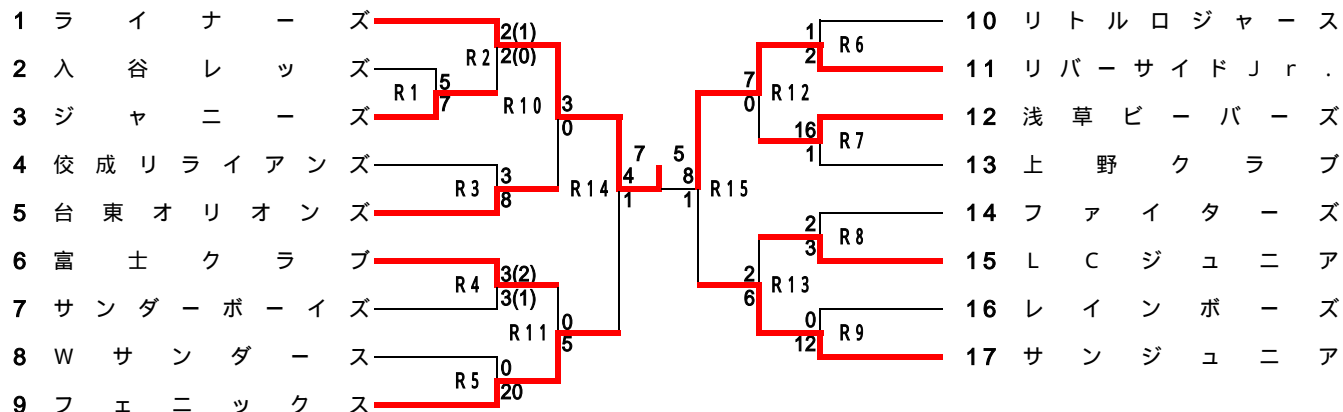 1 ライナーズ
2 入谷レッズ
3 ジャニーズ
4 佼成リライアンズ
5 台東オリオンズ
6 富士クラブ
7 サンダーボーイズ
8 Wサンダース
9 フェニックス
R1 5 7
R2 2(1) 2(0)
R3 3 8
R4 3(2) 3(1)
R5 0 20
R10 3 0
R11 0 5
R14 4 1
7 5
R15 8 1
R12 7 0
R13 2 6
R6 1 2
R7 16 1
R8 2 3
R9 0 12
10 リトルロジャース
11 リバーサイドJr.
12 浅草ビーバーズ
13 上野クラブ
14 ファイターズ
15 LCジュニア
16 レインボーズ
17 サンジュニア